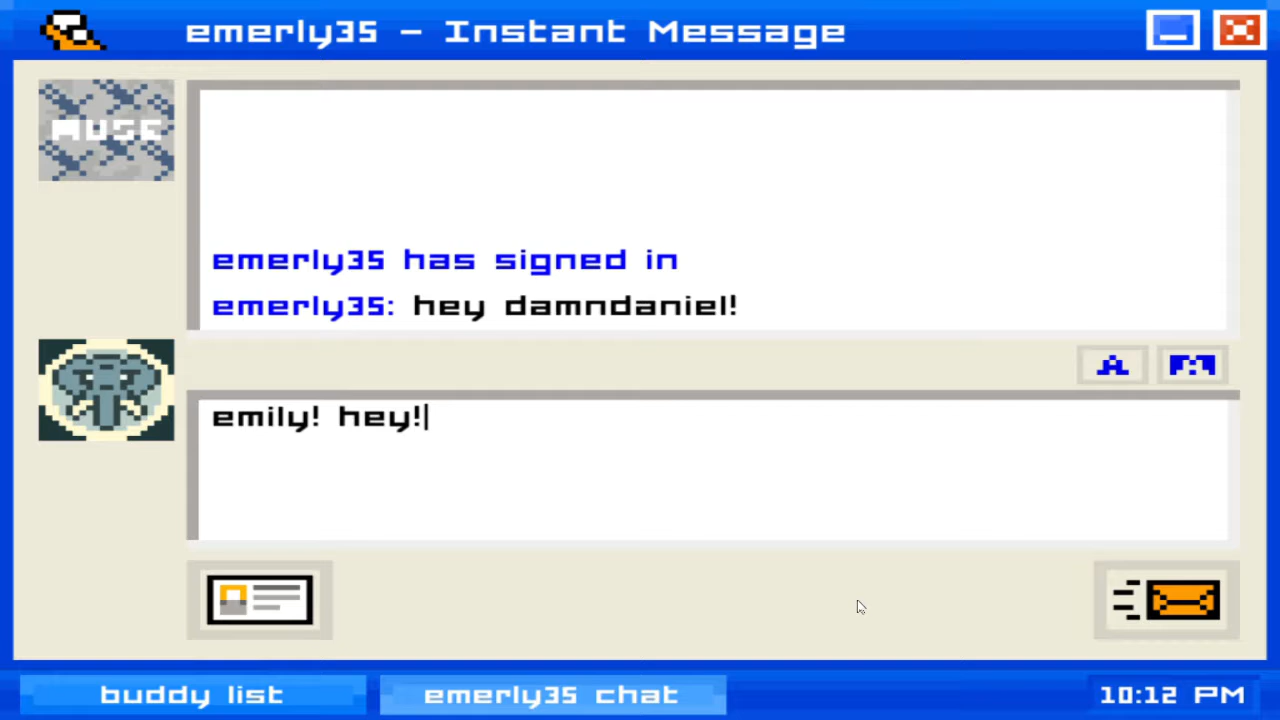 emerly35 - Instant Message
MUSE
emerly35 has signed in
emerly35: hey damndaniel!
A
emily! hey!
buddy list
emerly35 chat
10:12 PM